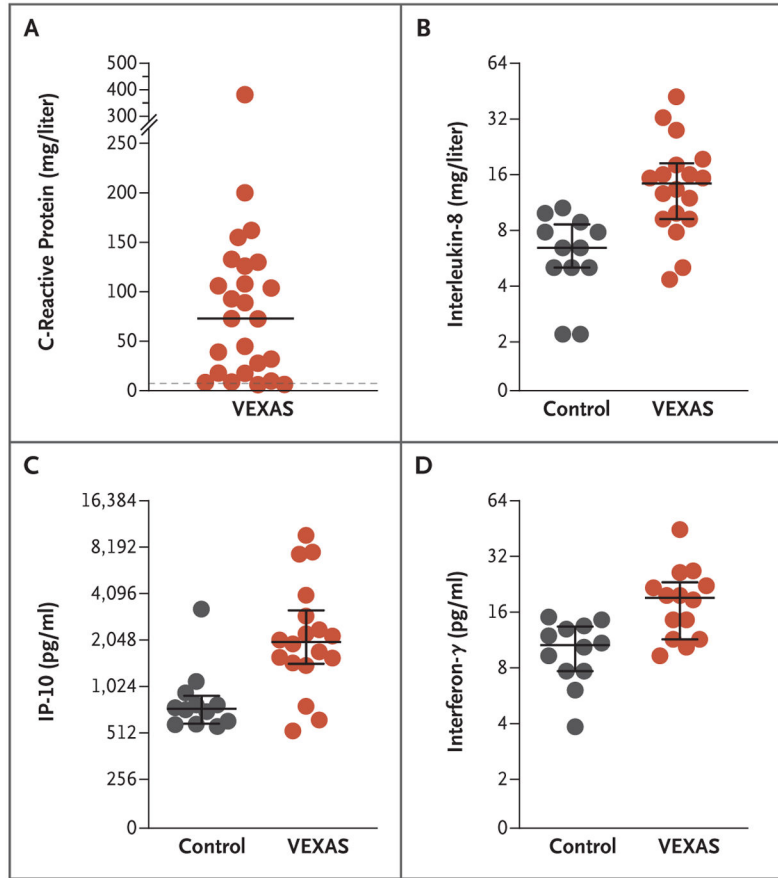 A
C-Reactive Protein (mg/liter)
500
400
300
250
200
150
100
50
0
VEXAS
B
Interleukin-8 (mg/liter)
64
32
16
8
4
2
0
Control VEXAS
C
IP-10 (pg/ml)
16,384
8,192
4,096
2,048
1,024
512
256
0
Control VEXAS
D
Interferon-γ (pg/ml)
64
32
16
8
4
2
0
Control VEXAS